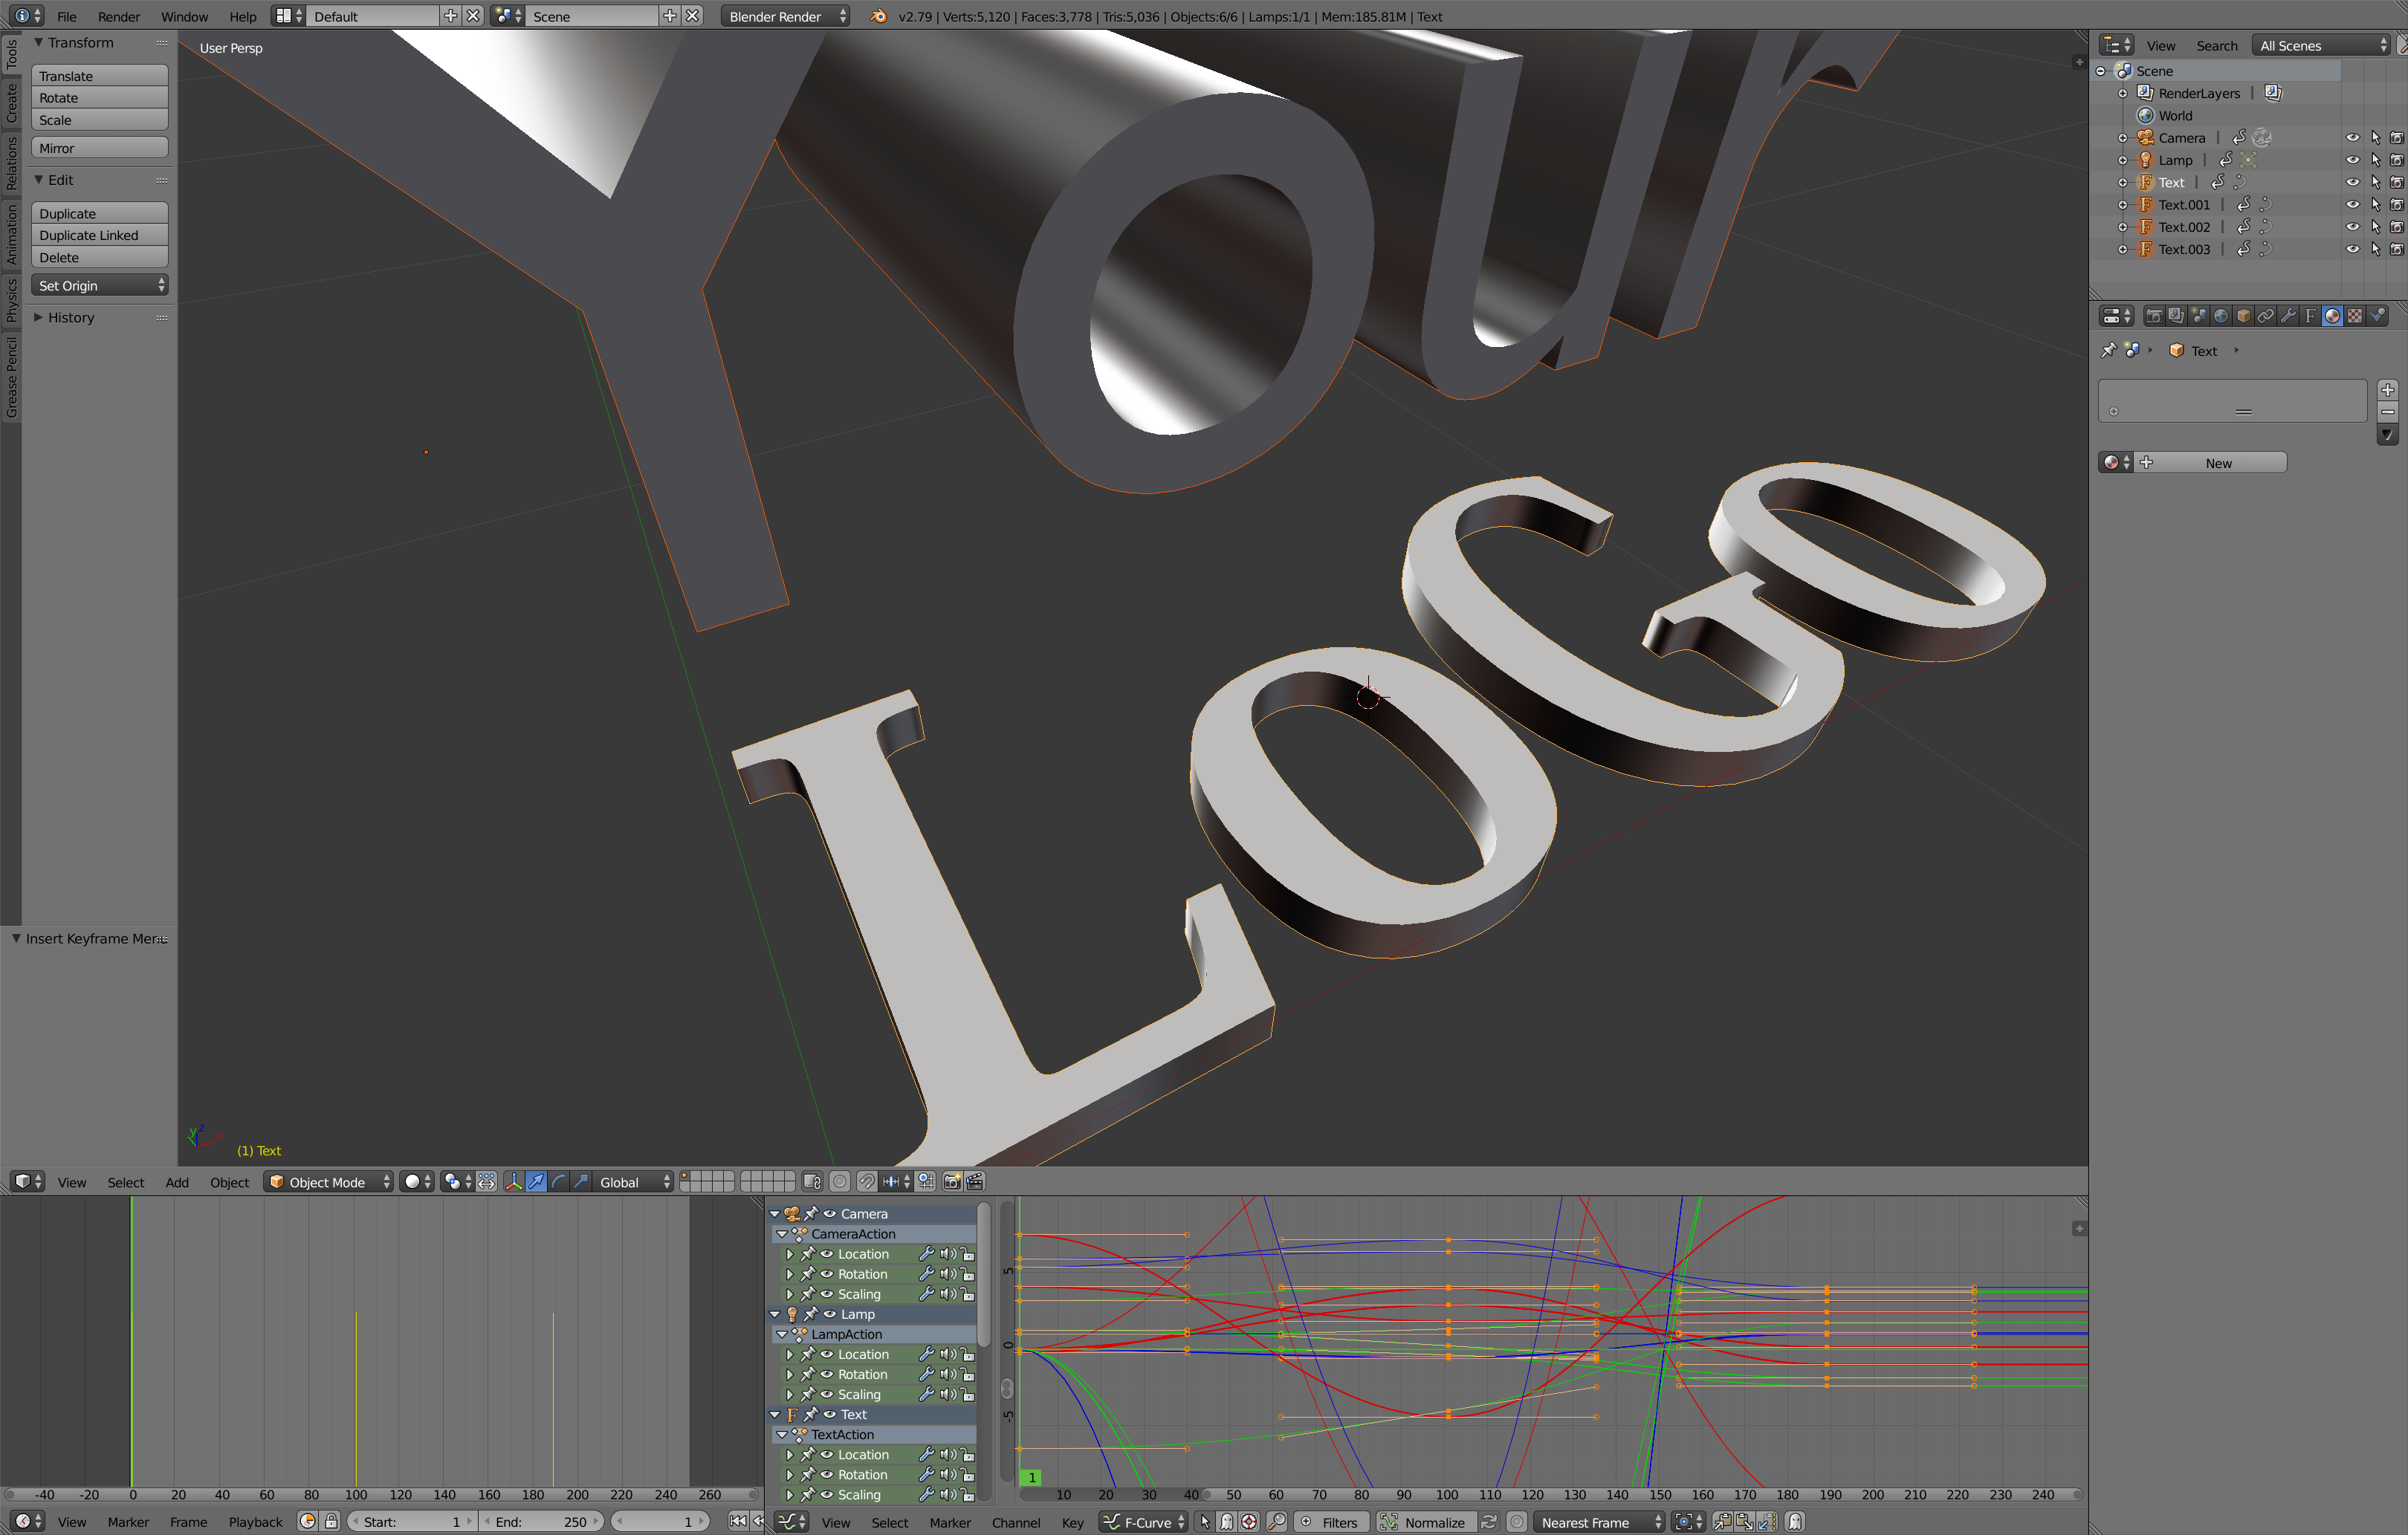 File Render Window Help Default Scene Blender Render v2.79 | Verts:5,120 | Faces:3,778 | Tris:5,036 | Objects:6/6 | Lamps:1/1 | Mem:185.81M | Text
Tools
Create
Relations
Animation
Physics
Grease Pencil
Transform
Translate
Rotate
Scale
Mirror
Edit
Duplicate
Duplicate Linked
Delete
Set Origin
History
Insert Keyframe Men
User Persp
Your
LOGO
y z x
(1) Text
View Search All Scenes
Scene
RenderLayers |
World
Camera |
Lamp |
Text |
Text.001 |
Text.002 |
Text.003 |
Text
New
View Select Add Object Object Mode Global
-40 -20 0 20 40 60 80 100 120 140 160 180 200 220 240 260
View Marker Frame Playback Start: 1 End: 250 1
Camera
CameraAction
Location
Rotation
Scaling
Lamp
LampAction
Location
Rotation
Scaling
Text
TextAction
Location
Rotation
Scaling
5
0
-5
1
10 20 30 40 50 60 70 80 90 100 110 120 130 140 150 160 170 180 190 200 210 220 230 240
View Select Marker Channel Key F-Curve Filters Normalize Nearest Frame